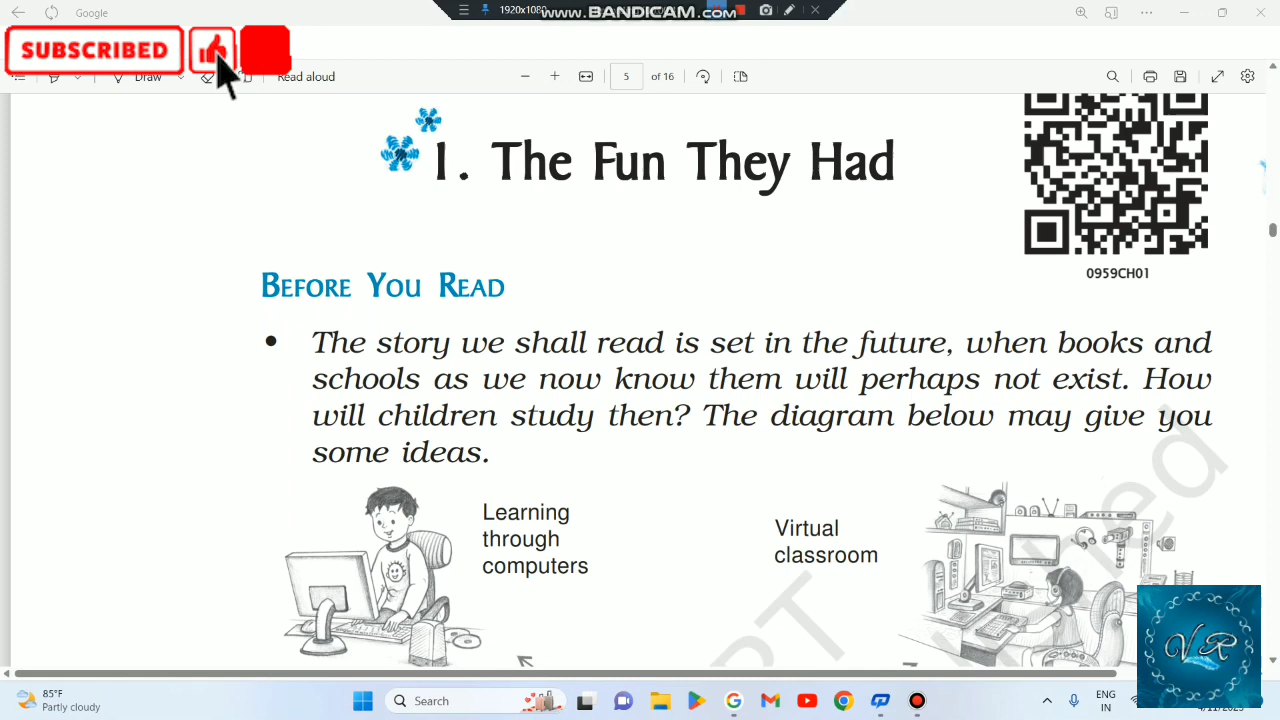 Google
1920x1080
www.BANDICAM.com
SUBSCRIBED
Draw
Read aloud
5 of 16
1. The Fun They Had
0959CH01
BEFORE YOU READ
• The story we shall read is set in the future, when books and
schools as we now know them will perhaps not exist. How
will children study then? The diagram below may give you
some ideas.
Learning
through
computers
Virtual
classroom
VR
85°F
Partly cloudy
Search
ENG
IN